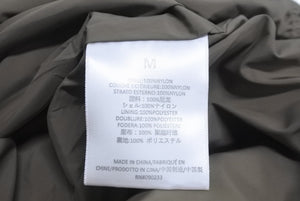 M
SHELL:100%NYLON
COUCHE EXTERIEURE:100%NYLON
STRATO ESTERNO:100%NYLON
面料：100%尼龙
シェル:100%ナイロン
LINING:100%POLYESTER
DOUBLURE:100%POLYESTER
FODERA:100%POLYESTER
里布：100% 聚酯纤维
裏地:100% ポリエステル
MADE IN CHINA/FABRIQUÉ EN
CHINE/PRODOTTO IN CINA/中国制造/中国製